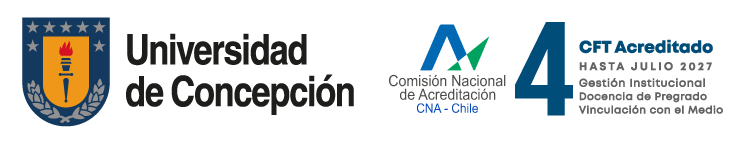 Universidad
de Concepción
Comisión Nacional
de Acreditación
CNA - Chile
4
CFT Acreditado
HASTA JULIO 2027
Gestión Institucional
Docencia de Pregrado
Vinculación con el Medio